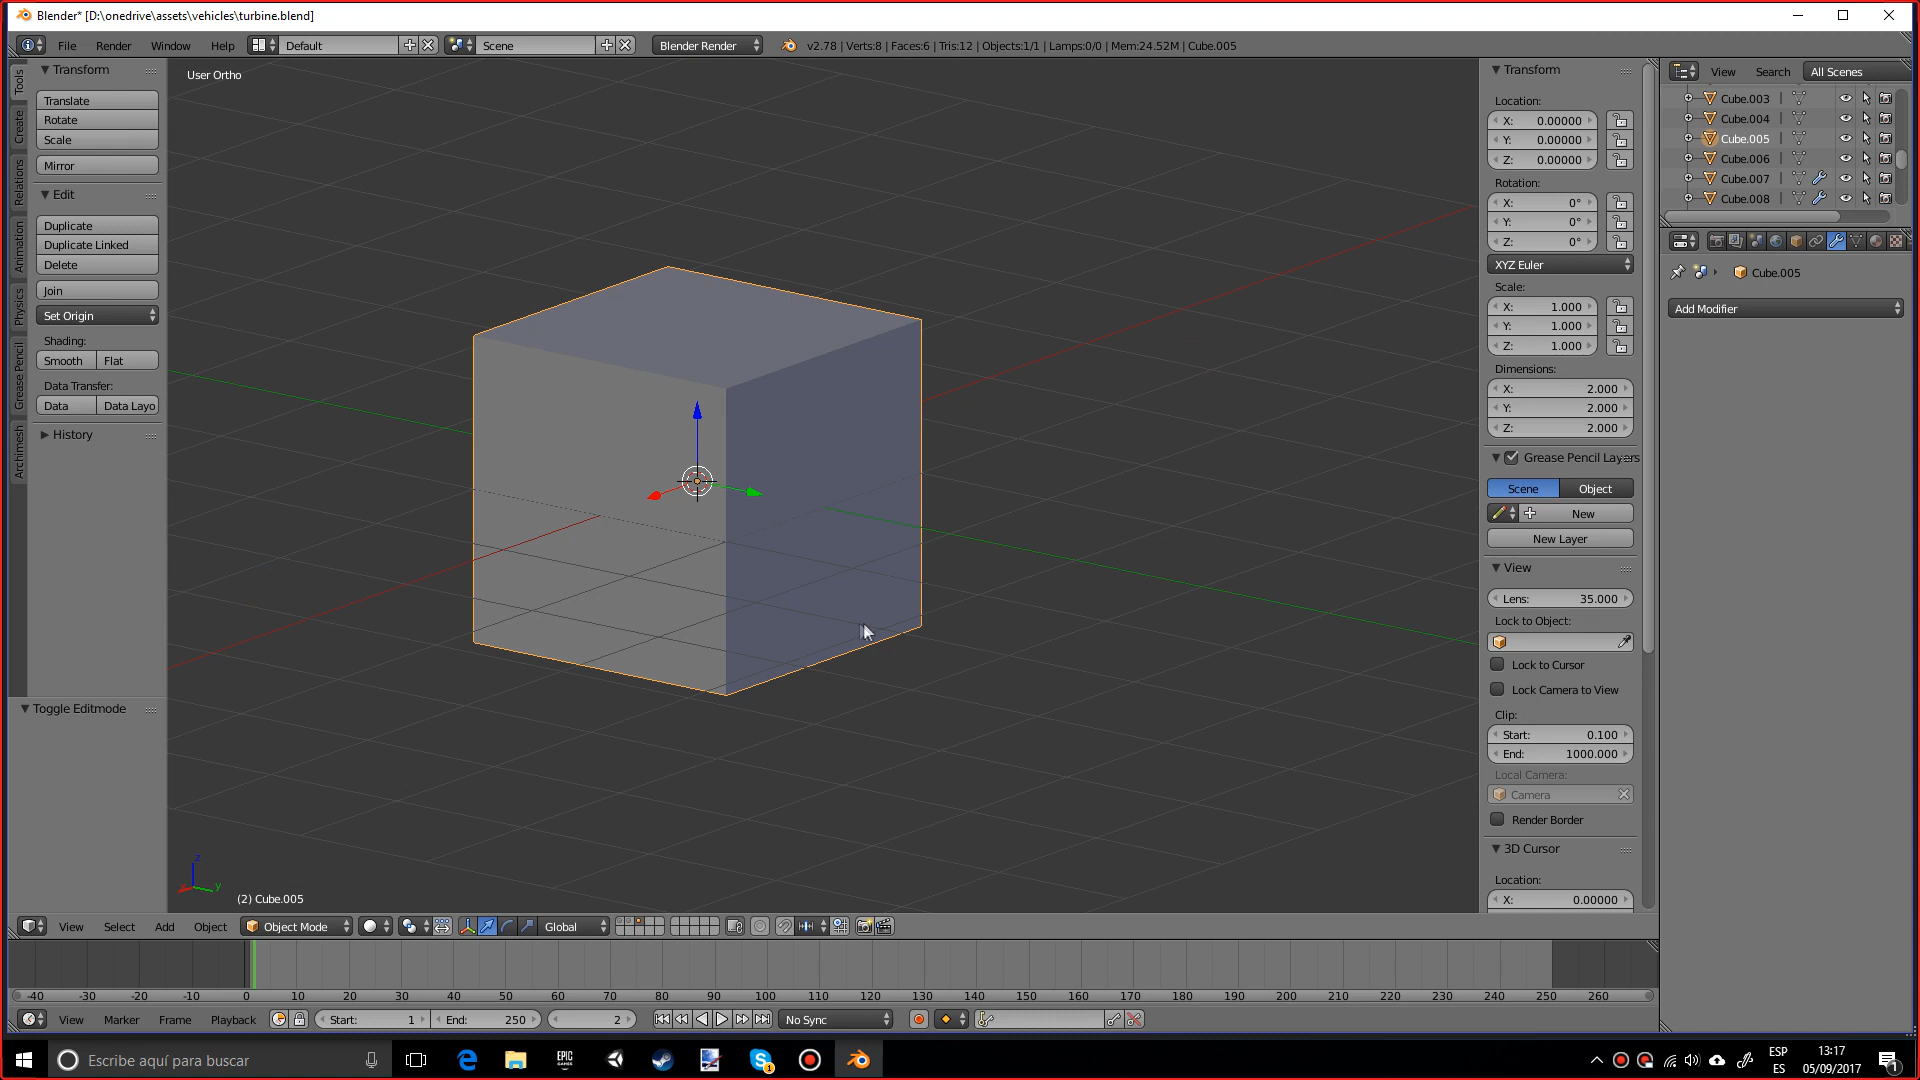 Blender* [D:\onedrive\assets\vehicles\turbine.blend]
File Render Window Help Default Scene Blender Render v2.78 | Verts:8 | Faces:6 | Tris:12 | Objects:1/1 | Lamps:0/0 | Mem:24.52M | Cube.005
Tools
Create
Relations
Animation
Physics
Grease Pencil
Archimesh
Transform
Translate
Rotate
Scale
Mirror
Edit
Duplicate
Duplicate Linked
Delete
Join
Set Origin
Shading:
Smooth Flat
Data Transfer:
Data Data Layo
History
Toggle Editmode
User Ortho
z
x y
(2) Cube.005
Transform
Location:
X: 0.00000
Y: 0.00000
Z: 0.00000
Rotation:
X: 0°
Y: 0°
Z: 0°
XYZ Euler
Scale:
X: 1.000
Y: 1.000
Z: 1.000
Dimensions:
X: 2.000
Y: 2.000
Z: 2.000
Grease Pencil Layers
Scene Object
New
New Layer
View
Lens: 35.000
Lock to Object:
Lock to Cursor
Lock Camera to View
Clip:
Start: 0.100
End: 1000.000
Local Camera:
Camera
Render Border
3D Cursor
Location:
X: 0.00000
View Search All Scenes
Cube.003
Cube.004
Cube.005
Cube.006
Cube.007
Cube.008
Cube.005
Add Modifier
View Select Add Object Object Mode Global
-40 -30 -20 -10 0 10 20 30 40 50 60 70 80 90 100 110 120 130 140 150 160 170 180 190 200 210 220 230 240 250 260
View Marker Frame Playback Start: 1 End: 250 2 No Sync
Escribe aquí para buscar
EPIC
GAMES
1
ESP
ES
13:17
05/09/2017
1